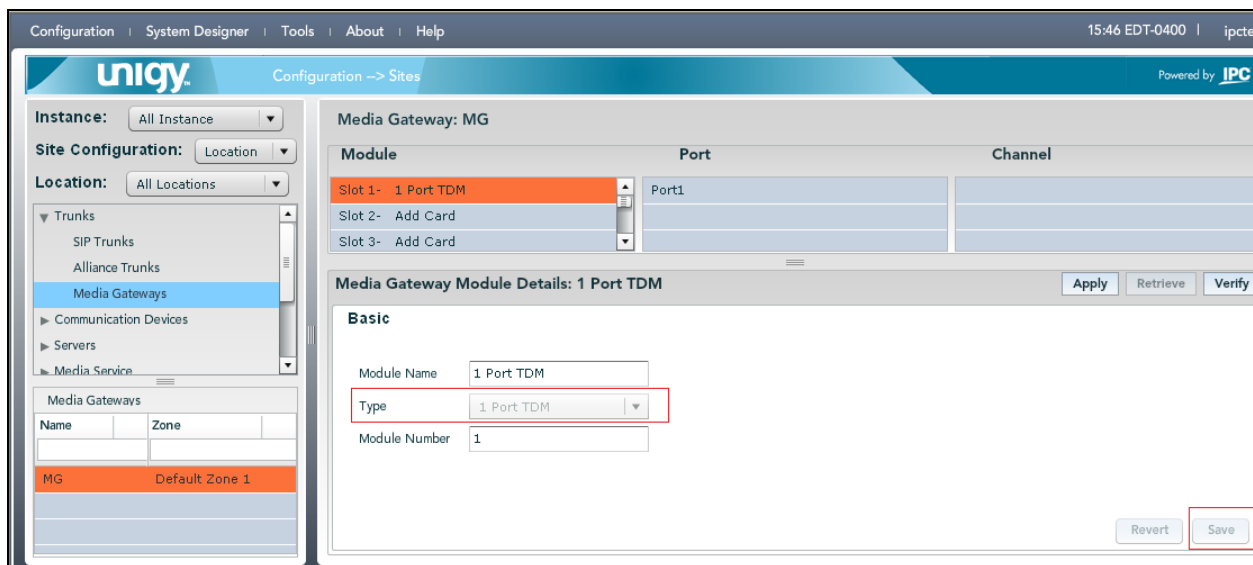 Configuration | System Designer | Tools | About | Help 15:46 EDT-0400 | ipcte
unigy Configuration --> Sites Powered by IPC
Instance: All Instance
Site Configuration: Location
Location: All Locations
Trunks
SIP Trunks
Alliance Trunks
Media Gateways
Communication Devices
Servers
Media Service
Media Gateways
Name Zone
MG Default Zone 1
Media Gateway: MG
Module Port Channel
Slot 1- 1 Port TDM Port1
Slot 2- Add Card
Slot 3- Add Card
Media Gateway Module Details: 1 Port TDM Apply Retrieve Verify
Basic
Module Name 1 Port TDM
Type 1 Port TDM
Module Number 1
Revert Save